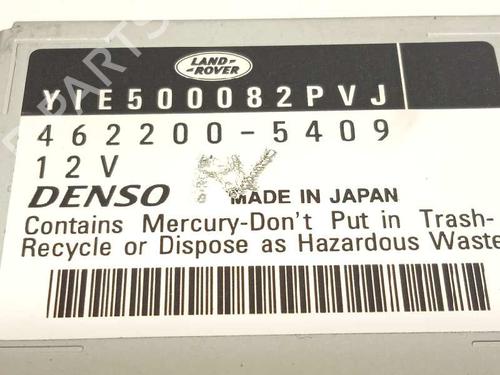 LAND-
-ROVER
YIE500082PVJ
462200-5409
12V
DENSO MADE IN JAPAN
Contains Mercury-Don't Put in Trash-
Recycle or Dispose as Hazardous Waste
PARTS